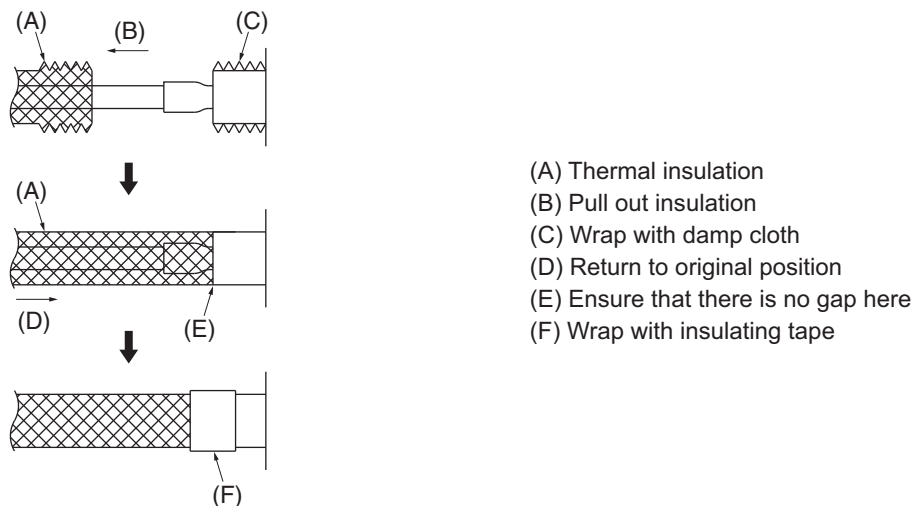 (A)
(B)
(C)
(A)
(D)
(E)
(F)
(A) Thermal insulation
(B) Pull out insulation
(C) Wrap with damp cloth
(D) Return to original position
(E) Ensure that there is no gap here
(F) Wrap with insulating tape